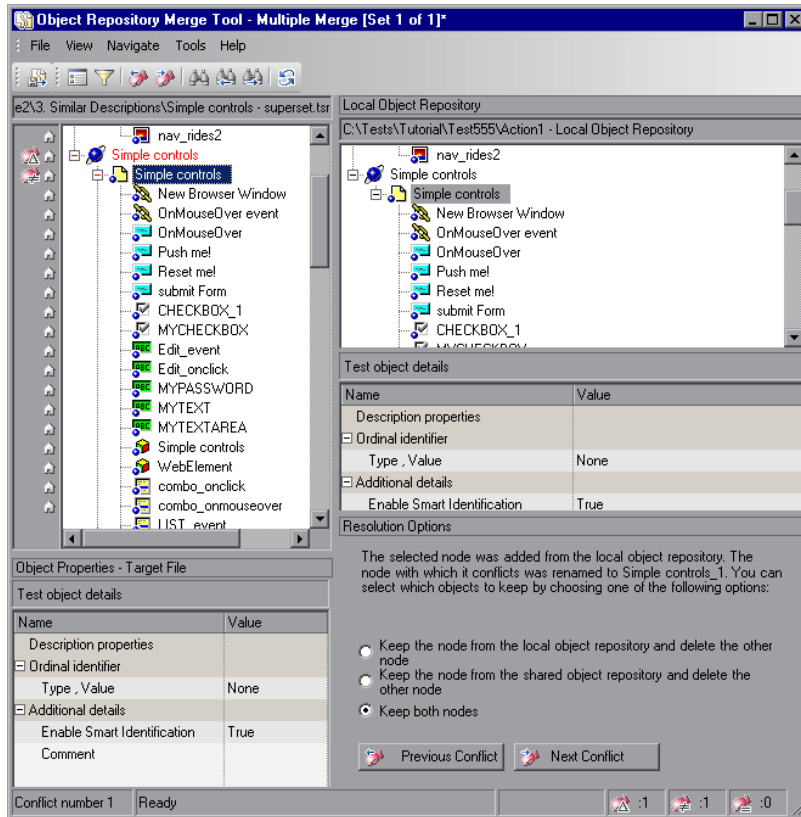 Object Repository Merge Tool - Multiple Merge [Set 1 of 1]*
File View Navigate Tools Help
e2\3. Similar Descriptions\Simple controls - superset.tsr
nav_rides2
Simple controls
Simple controls
New Browser Window
OnMouseOver event
OnMouseOver
Push me!
Reset me!
submit Form
CHECKBOX_1
MYCHECKBOX
Edit_event
Edit_onclick
MYPASSWORD
MYTEXT
MYTEXTAREA
Simple controls
WebElement
combo_onclick
combo_onmouseover
LIST_event
Object Properties - Target File
Test object details
Name Value
Description properties
Ordinal identifier
Type , Value None
Additional details
Enable Smart Identification True
Comment
Local Object Repository
C:\Tests\Tutorial\Test555\Action1 - Local Object Repository
nav_rides2
Simple controls
Simple controls
New Browser Window
OnMouseOver event
OnMouseOver
Push me!
Reset me!
submit Form
CHECKBOX_1
MYCHECKBOX
Test object details
Name Value
Description properties
Ordinal identifier
Type , Value None
Additional details
Enable Smart Identification True
Resolution Options
The selected node was added from the local object repository. The
node with which it conflicts was renamed to Simple controls_1. You can
select which objects to keep by choosing one of the following options:
Keep the node from the local object repository and delete the other
node
Keep the node from the shared object repository and delete the
other node
Keep both nodes
Previous Conflict Next Conflict
Conflict number 1 Ready :1 :1 :0